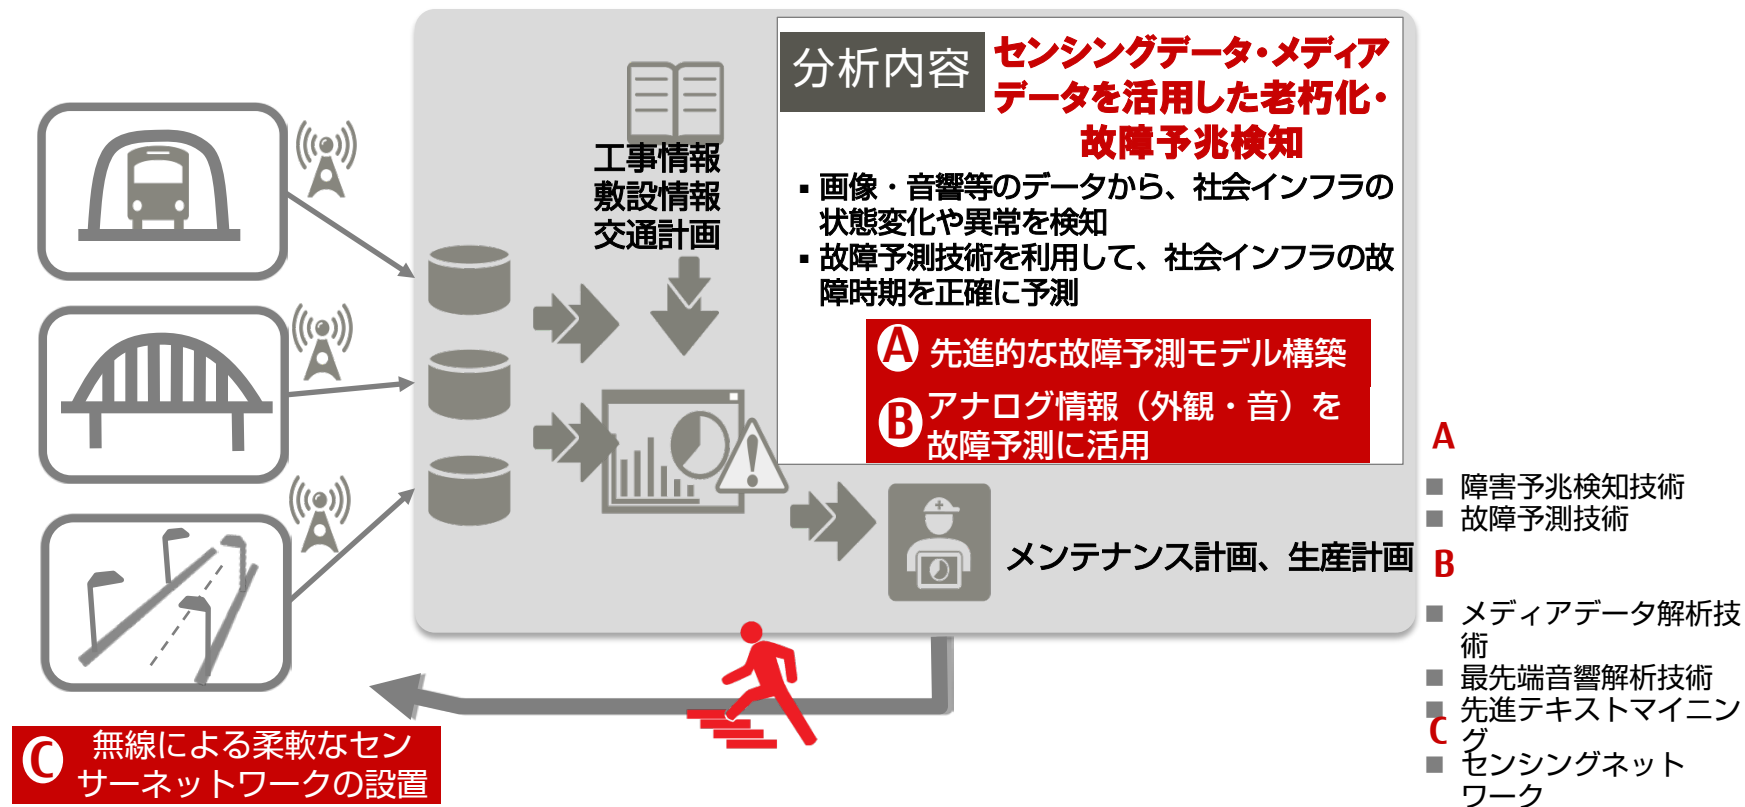 分析内容
センシングデータ・メディア
データを活用した老朽化・
故障予兆検知
▪ 画像・音響等のデータから、社会インフラの
状態変化や異常を検知
▪ 故障予測技術を利用して、社会インフラの故
障時期を正確に予測
A 先進的な故障予測モデル構築
B アナログ情報（外観・音）を
故障予測に活用
工事情報
敷設情報
交通計画
メンテナンス計画、生産計画
C 無線による柔軟なセン
サーネットワークの設置
A
■ 障害予兆検知技術
■ 故障予測技術
B
■ メディアデータ解析技
術
■ 最先端音響解析技術
■ 先進テキストマイニン
グ
C
■ センシングネット
ワーク